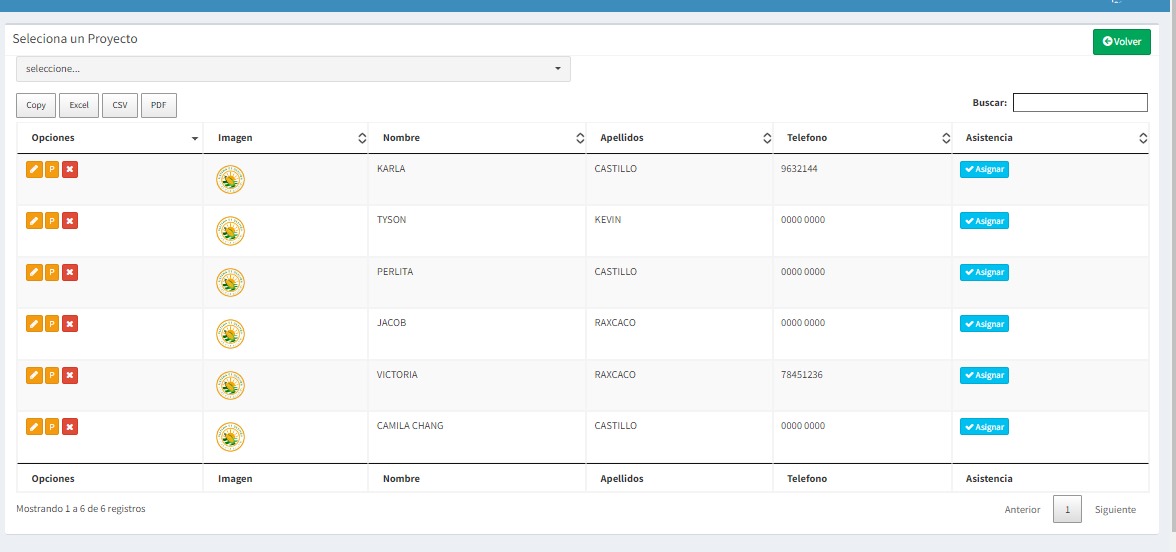 Seleciona un Proyecto
Volver
seleccione...
Copy Excel CSV PDF
Buscar:
Opciones Imagen Nombre Apellidos Telefono Asistencia
P KARLA CASTILLO 9632144 Asignar
P TYSON KEVIN 0000 0000 Asignar
P PERLITA CASTILLO 0000 0000 Asignar
P JACOB RAXCACO 0000 0000 Asignar
P VICTORIA RAXCACO 78451236 Asignar
P CAMILA CHANG CASTILLO 0000 0000 Asignar
Opciones Imagen Nombre Apellidos Telefono Asistencia
Mostrando 1 a 6 de 6 registros
Anterior 1 Siguiente